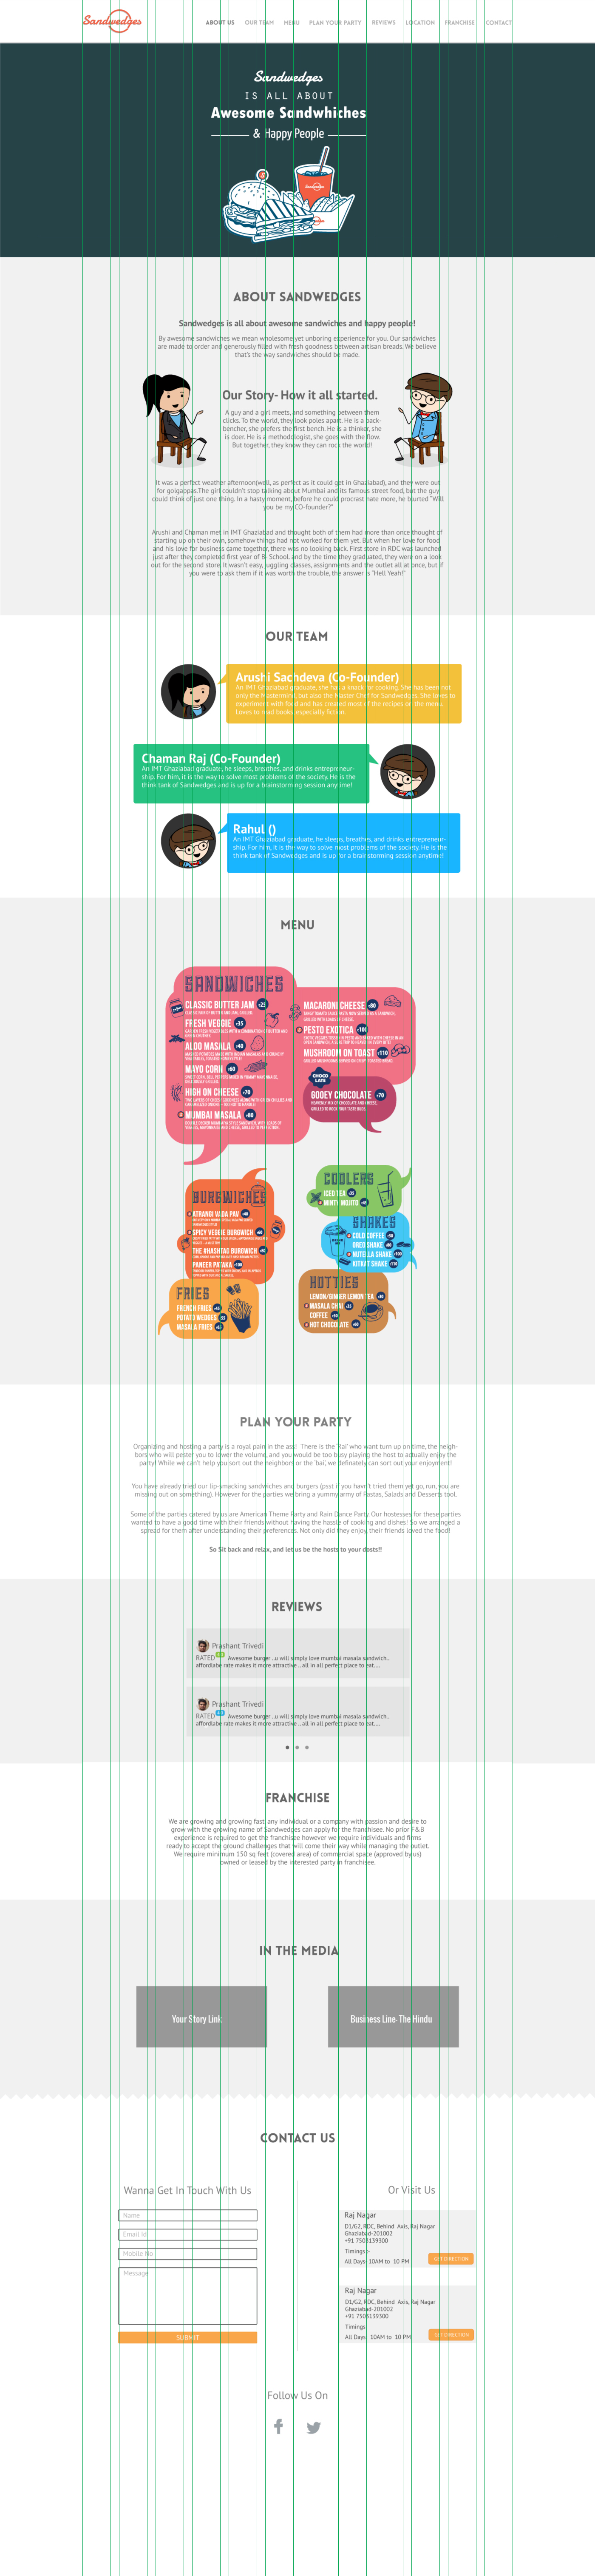 Sandwedges
ABOUT US OUR TEAM MENU PLAN YOUR PARTY REVIEWS LOCATION FRANCHISE CONTACT
Sandwedges
IS ALL ABOUT
Awesome Sandwhiches
& Happy People
ABOUT SANDWEDGES
Sandwedges is all about awesome sandwiches and happy people!
By awesome sandwiches we mean wholesome yet unboring experience for you. Our sandwiches
are made to order and generously filled with fresh goodness between artisan breads. We believe
that's the way sandwiches should be made.
Our Story- How it all started.
A guy and a girl meets, and something between them
clicks. To the world, they look poles apart. He is a back-
bencher, she prefers the first bench. He is a thinker, she
is doer. He is a methodologist, she goes with the flow.
But together, they know they can rock the world!
It was a perfect weather afternoon(well, as perfect as it could get in Ghaziabad), and they were out
for golgappas.The girl couldn't stop talking about Mumbai and its famous street food, but the guy
could think of just one thing. In a hasty moment, before he could procrast nate more, he blurted "Will
you be my CO-founder?"
Arushi and Chaman met in IMT Ghaziabad and thought both of them had more than once thought of
starting up on their own, somehow things had not worked for them yet. But when her love for food
and his love for business came together, there was no looking back. First store in RDC was launched
just after they completed first year of B- School. and by the time they graduated, they were on a look
out for the second store. It wasn't easy, juggling classes, assignments and the outlet all at once, but if
you were to ask them if it was worth the trouble, the answer is "Hell Yeah!"
OUR TEAM
Arushi Sachdeva (Co-Founder)
An IMT Ghaziabad graduate, she has a knack for cooking. She has been not
only the Mastermind but also the Master Chef for Sandwedges. She loves to
experiment with food and has created most of the recipes on the menu.
Loves to read books, especially fiction.
Chaman Raj (Co-Founder)
An IMT Ghaziabad graduate, he sleeps, breathes, and drinks entrepreneur-
ship. For him, it is the way to solve most problems of the society. He is the
think tank of Sandwedges and is up for a brainstorming session anytime!
Rahul ()
An IMT Ghaziabad graduate, he sleeps, breathes, and drinks entrepreneur-
ship. For him, it is the way to solve most problems of the society. He is the
think tank of Sandwedges and is up for a brainstorming session anytime!
MENU
SANDWICHES
CLASSIC BUTTER JAM
FRESH VEGGIE
ALOO MASALA
MAYO CORN
HIGH ON CHEESE
MUMBAI MASALA
MACARONI CHEESE
PESTO EXOTICA
MUSHROOM ON TOAST
CHOCO
LATE
GOOEY CHOCOLATE
BURGWICHES
ATRANGI VADA PAV
SPICY VEGGIE BURGWICH
THE #HASHTAG BURGWICH
PANEER PATAKA
FRIES
FRENCH FRIES
POTATO WEDGES
MASALA FRIES
COOLERS
ICED TEA
MINTY MOJITO
SHAKES
COLD COFFEE
OREO SHAKE
NUTELLA SHAKE
KITKAT SHAKE
HOTTIES
LEMON/GINGER LEMON TEA
MASALA CHAI
COFFEE
HOT CHOCOLATE
PLAN YOUR PARTY
Organizing and hosting a party is a royal pain in the ass! There is the 'Rai' who want turn up on time, the neigh-
bors who will pester you to lower the volume, and you would be too busy playing the host to actually enjoy the
party! While we can't help you sort out the neighbors or the 'bai', we definately can sort out your enjoyment!
You have already tried our lip-smacking sandwiches and burgers (psst if you havn't tried them yet go, run, you are
missing out on something). However for the parties we bring a yummy army of Pastas, Salads and Desserts tool.
Some of the parties catered by us are American Theme Party and Rain Dance Party. Our hostesses for these parties
wanted to have a good time with their friends without having the hassle of cooking and dishes! So we arranged a
spread for them after understanding their preferences. Not only did they enjoy, their friends loved the food!
So Sit back and relax, and let us be the hosts to your dosts!!
REVIEWS
Prashant Trivedi
RATED Awesome burger ..u will simply love mumbai masala sandwich..
affordlabe rate makes it more attractive ..all in all perfect place to eat....
Prashant Trivedi
RATED Awesome burger ..u will simply love mumbai masala sandwich..
affordlabe rate makes it more attractive ..all in all perfect place to eat....
FRANCHISE
We are growing and growing fast. any individual or a company with passion and desire to
grow with the growing name of Sandwedges can apply for the franchisee. No prior F&B
experience is required to get the franchisee however we require individuals and firms
ready to accept the ground challenges that will come their way while managing the outlet.
We require minimum 150 sq feet (covered area) of commercial space (approved by us)
owned or leased by the interested party in franchisee.
IN THE MEDIA
Your Story Link
Business Line-The Hindu
CONTACT US
Wanna Get In Touch With Us
Name
Email Id
Mobile No
Message
SUBMIT
Or Visit Us
Raj Nagar
D1/G2, RDC, Behind Axis, Raj Nagar
Ghaziabad-201002
+91 7503139300
Timings :-
All Days- 10AM to 10 PM
GET DIRECTION
Raj Nagar
D1/G2, RDC, Behind Axis, Raj Nagar
Ghaziabad-201002
+91 7503139300
Timings
All Days 10AM to 10 PM
GET DIRECTION
Follow Us On